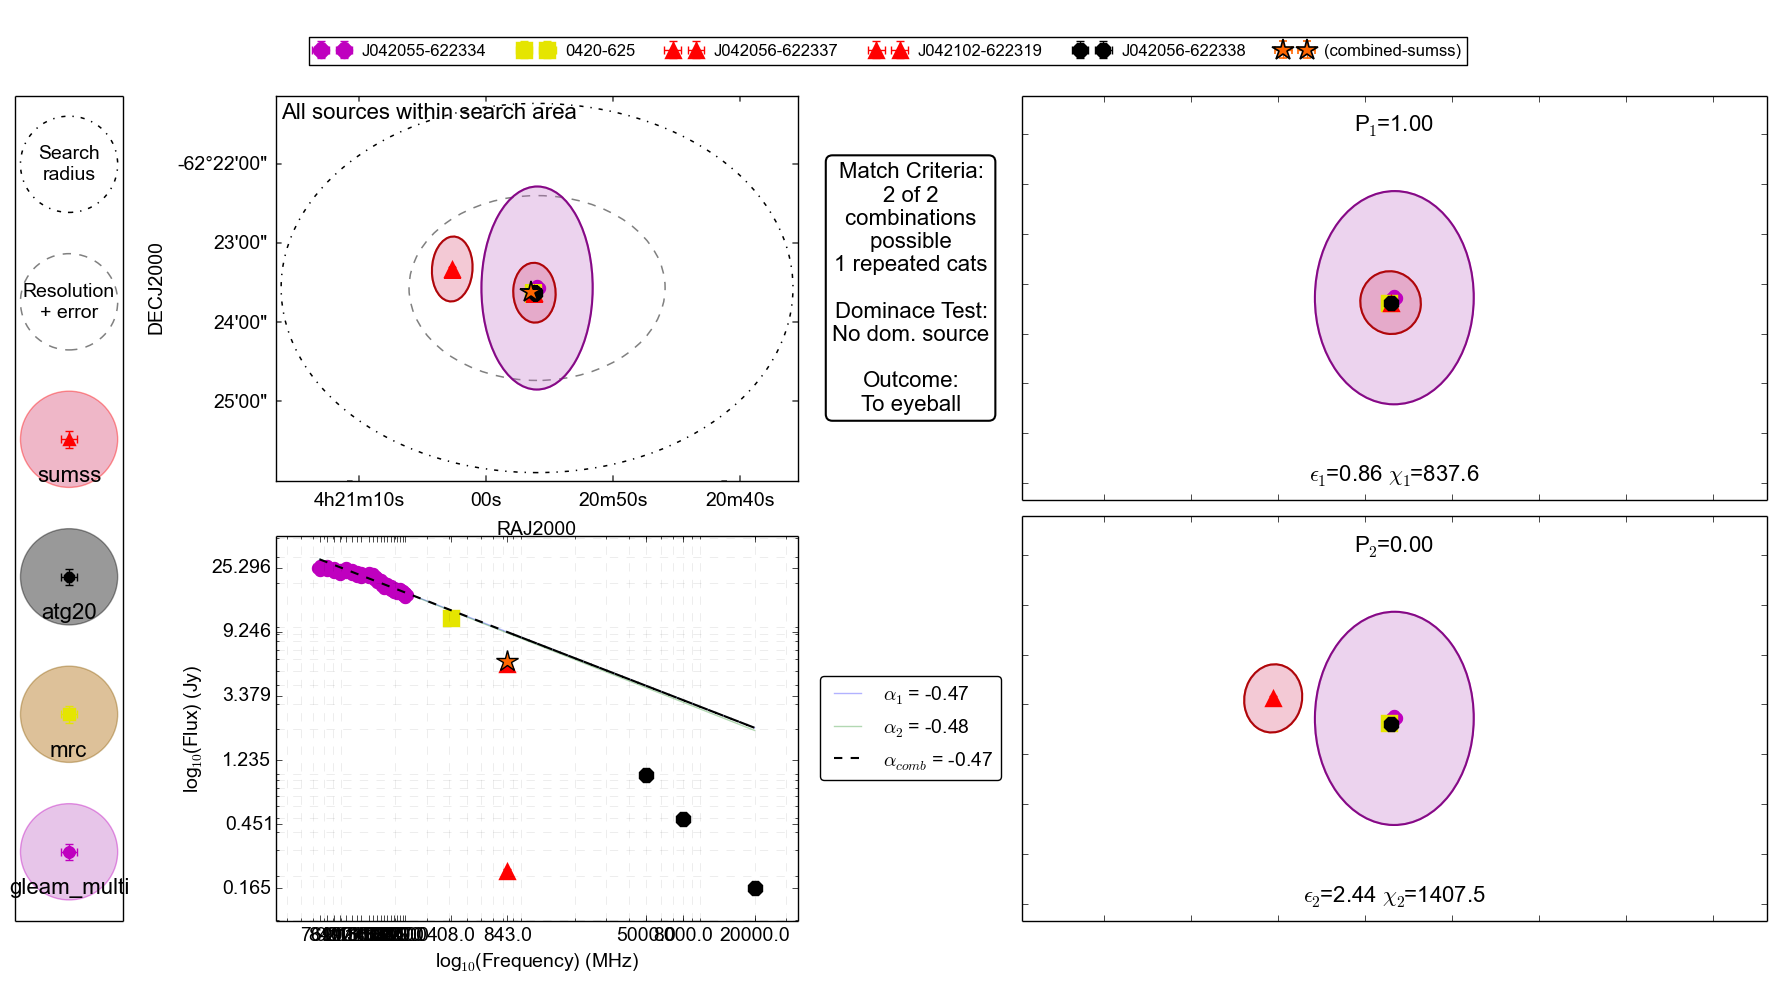 J042055-622334 0420-625 J042056-622337 J042102-622319 J042056-622338 (combined-sumss)
Search
radius
Resolution
+ error
sumss
atg20
mrc
gleam_multi
All sources within search area
DECJ2000
-62°22'00"
23'00"
24'00"
25'00"
4h21m10s 00s 20m50s 20m40s
RAJ2000
Match Criteria:
2 of 2
combinations
possible
1 repeated cats
Dominace Test:
No dom. source
Outcome:
To eyeball
P1=1.00
ϵ1=0.86 χ1=837.6
log10(Flux) (Jy)
25.296
9.246
3.379
1.235
0.451
0.165
408.0 843.0 5000.0 8000.0 20000.0
log10(Frequency) (MHz)
α1 = -0.47
α2 = -0.48
αcomb = -0.47
P2=0.00
ϵ2=2.44 χ2=1407.5